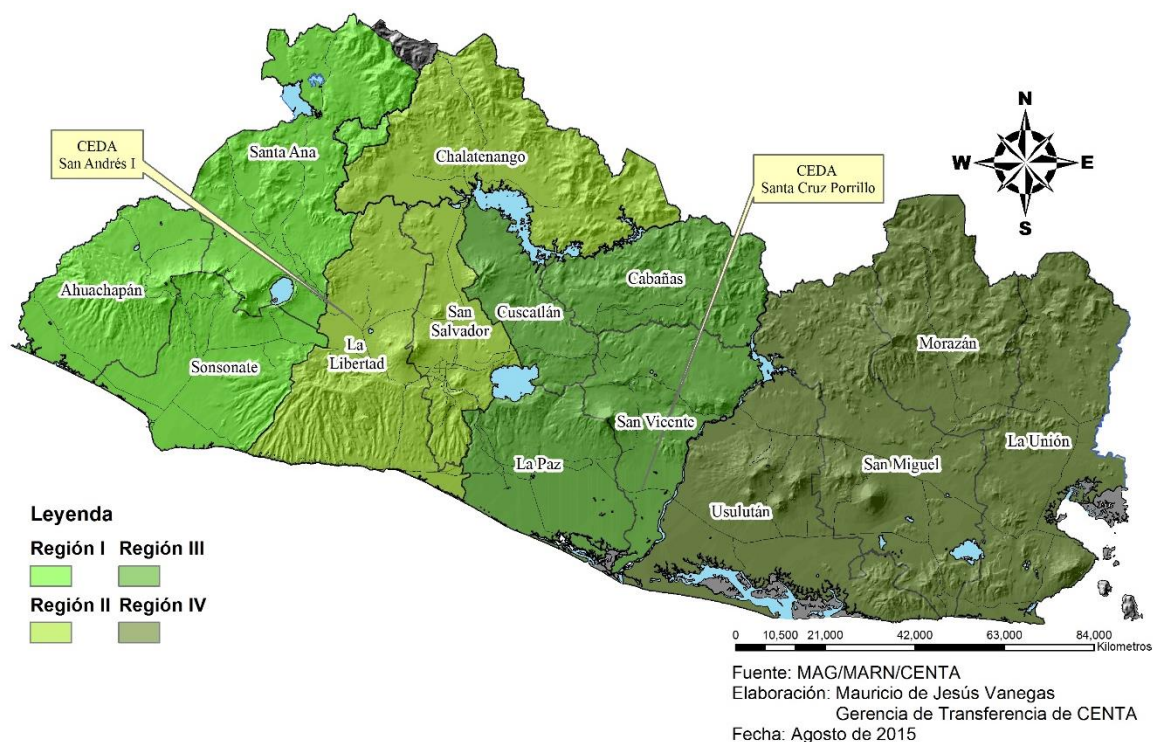 N
W
E
S
CEDA
San Andrés I
CEDA
Santa Cruz Porrillo
Santa Ana
Chalatenango
Ahuachapán
Sonsonate
La
Libertad
San
Salvador
Cuscatlán
Cabañas
San Vicente
La Paz
Morazán
La Unión
San Miguel
Usulután
Leyenda
Región I Región III
Región II Región IV
0 10,500 21,000 42,000 63,000 84,000
Kilometros
Fuente: MAG/MARN/CENTA
Elaboración: Mauricio de Jesús Vanegas
Gerencia de Transferencia de CENTA
Fecha: Agosto de 2015